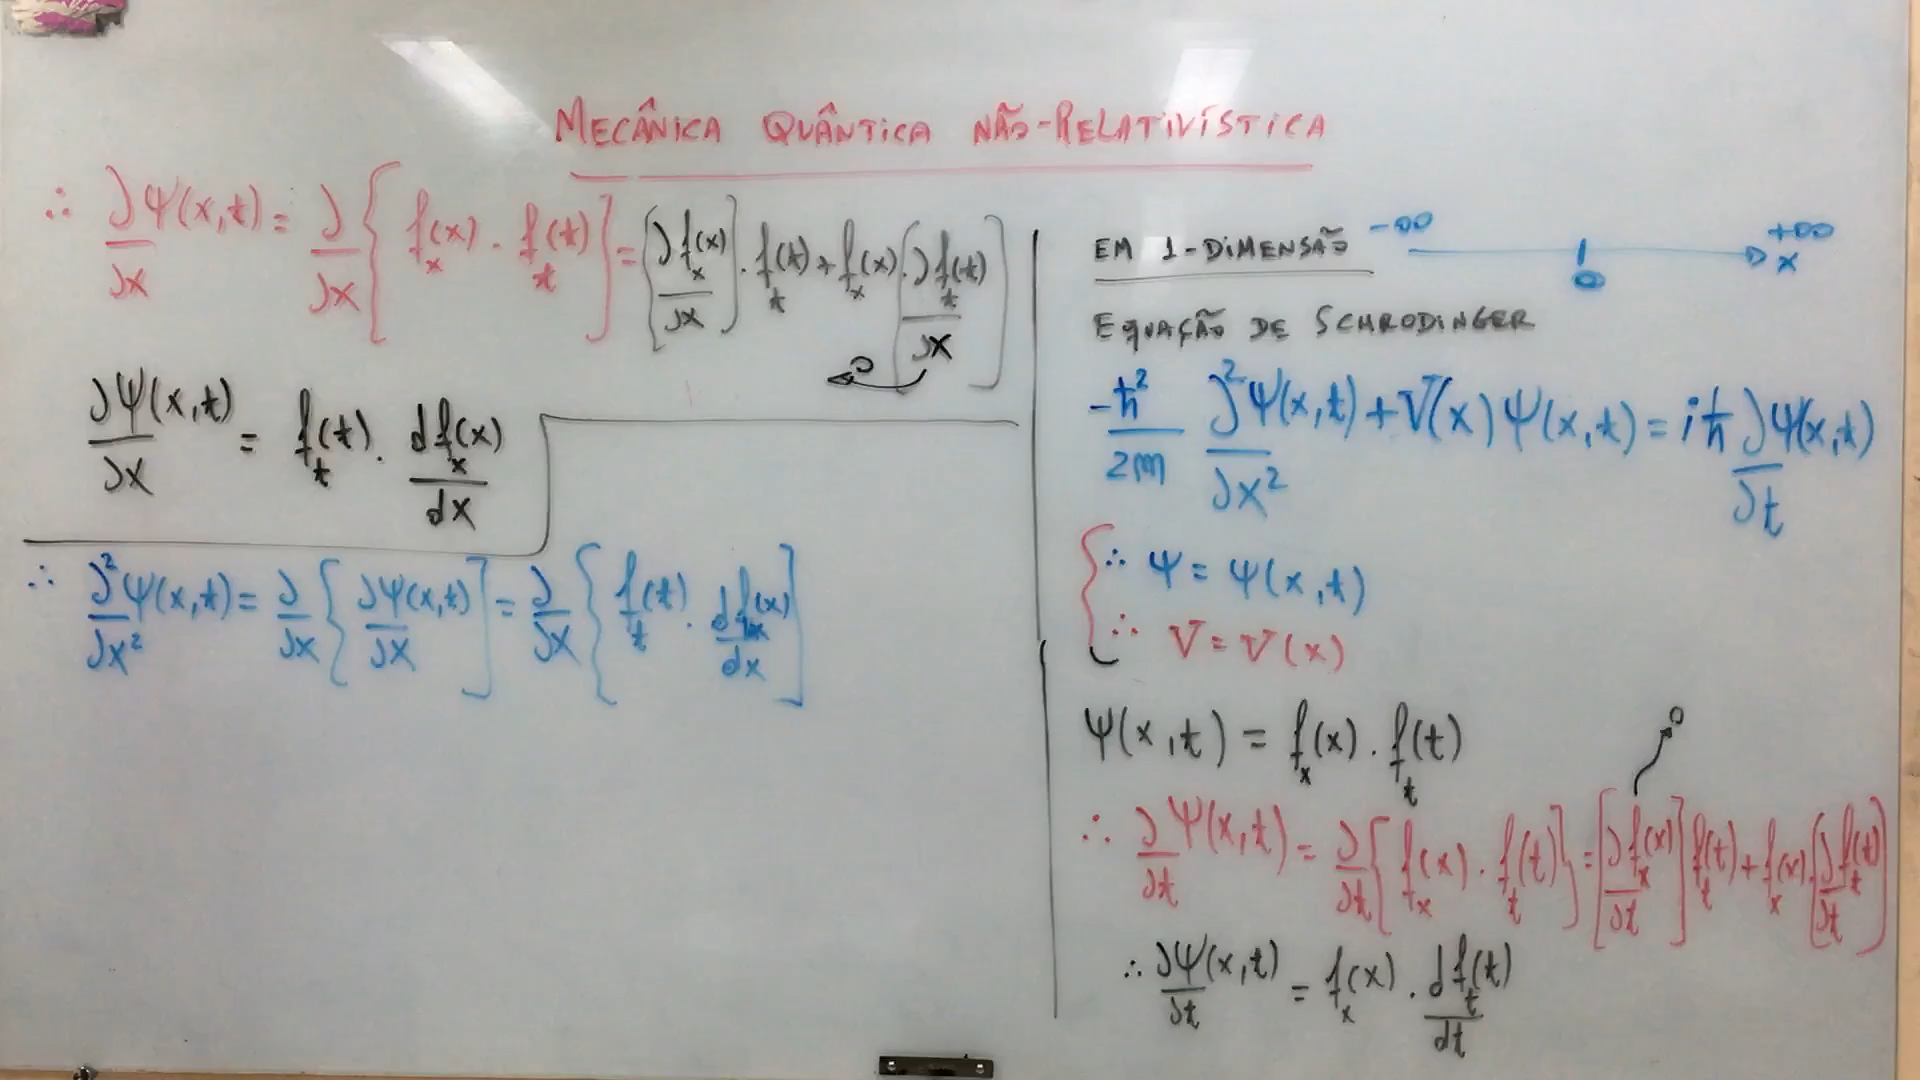 MECÂNICA QUÂNTICA NÃO-RELATIVÍSTICA
EM 1-DIMENSÃO -∞ 0 +∞ x
EQUAÇÃO DE SCHRODINGER
-ħ²/2m ∂²Ψ(x,t)/∂x² + V(x)Ψ(x,t) = iħ ∂Ψ(x,t)/∂t
∴ Ψ = Ψ(x,t)
∴ V = V(x)
Ψ(x,t) = fₓ(x) · fₜ(t)
∴ ∂/∂t Ψ(x,t) = ∂/∂t {fₓ(x) · fₜ(t)} = [∂fₓ(x)/∂t] fₜ(t) + fₓ(x) · [∂fₜ(t)/∂t]
0
∴ ∂Ψ(x,t)/∂t = fₓ(x) · dfₜ(t)/dt
∴ ∂Ψ(x,t)/∂x = ∂/∂x {fₓ(x) · fₜ(t)] = [∂fₓ(x)/∂x] · fₜ(t) + fₓ(x) · [∂fₜ(t)/∂x]
0
∂Ψ(x,t)/∂x = fₜ(t) · dfₓ(x)/dx
∴ ∂²/∂x² Ψ(x,t) = ∂/∂x {∂Ψ(x,t)/∂x] = ∂/∂x {fₜ(t) · dfₓ(x)/dx]